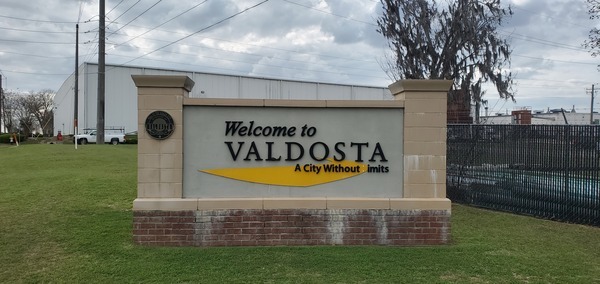 Welcome to
VALDOSTA
A City Without imits